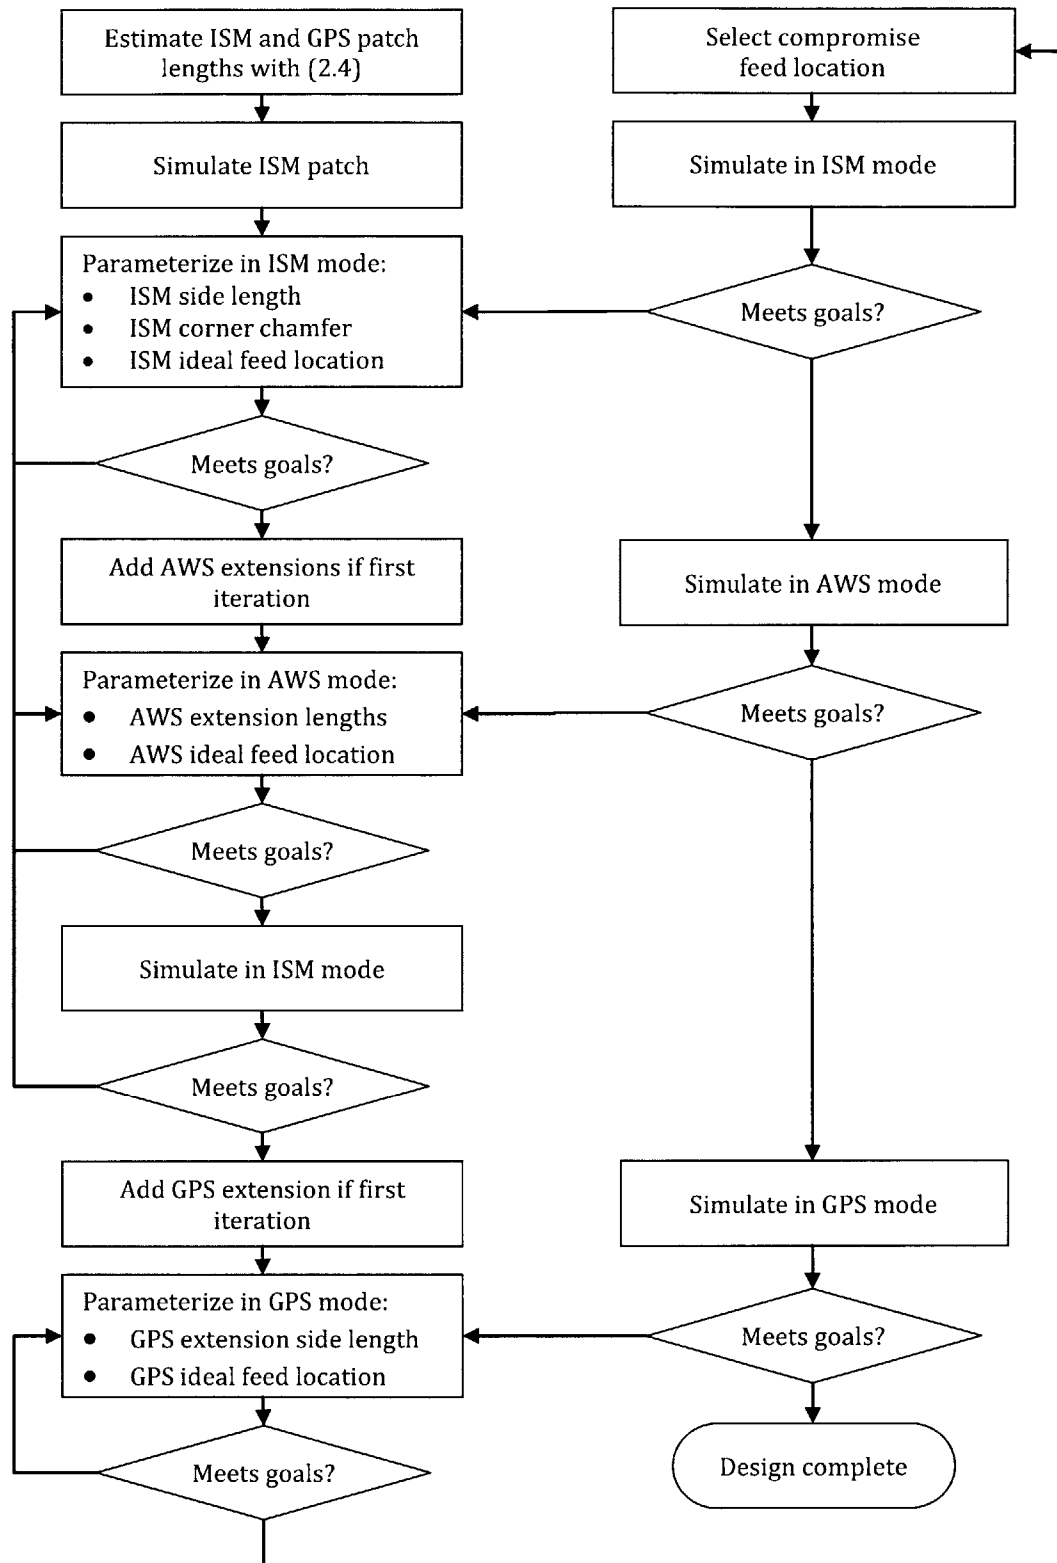 Estimate ISM and GPS patch
lengths with (2.4)
Simulate ISM patch
Parameterize in ISM mode:
● ISM side length
● ISM corner chamfer
● ISM ideal feed location
Meets goals?
Add AWS extensions if first
iteration
Parameterize in AWS mode:
● AWS extension lengths
● AWS ideal feed location
Meets goals?
Simulate in ISM mode
Meets goals?
Add GPS extension if first
iteration
Parameterize in GPS mode:
● GPS extension side length
● GPS ideal feed location
Meets goals?
Select compromise
feed location
Simulate in ISM mode
Meets goals?
Simulate in AWS mode
Meets goals?
Simulate in GPS mode
Meets goals?
Design complete